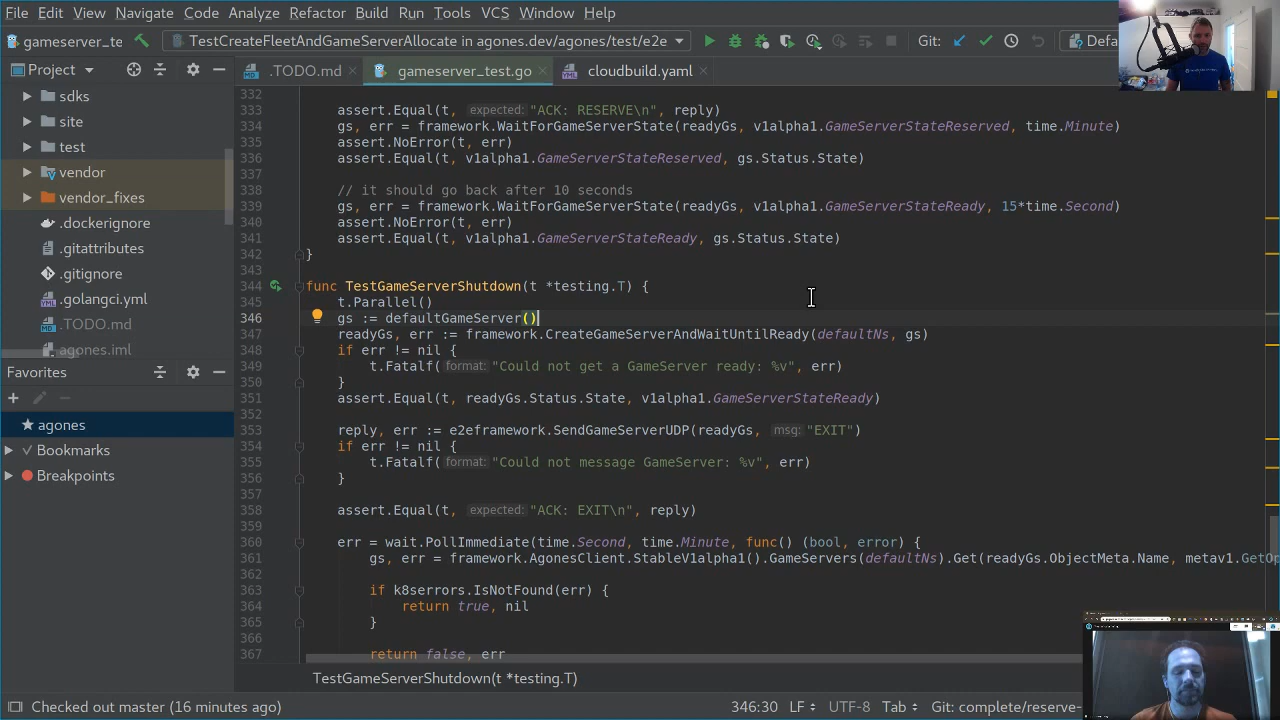 File Edit View Navigate Code Analyze Refactor Build Run Tools VCS Window Help
gameserver_te TestCreateFleetAndGameServerAllocate in agones.dev/agones/test/e2e Git: Defa
Project .TODO.md gameserver_test.go cloudbuild.yaml
sdks
site
test
vendor
vendor_fixes
.dockerignore
.gitattributes
.gitignore
.golangci.yml
.TODO.md
agones.iml
Favorites
agones
Bookmarks
Breakpoints
332
333 assert.Equal(t, expected: "ACK: RESERVE\n", reply)
334 gs, err = framework.WaitForGameServerState(readyGs, v1alpha1.GameServerStateReserved, time.Minute)
335 assert.NoError(t, err)
336 assert.Equal(t, v1alpha1.GameServerStateReserved, gs.Status.State)
337
338 // it should go back after 10 seconds
339 gs, err = framework.WaitForGameServerState(readyGs, v1alpha1.GameServerStateReady, 15*time.Second)
340 assert.NoError(t, err)
341 assert.Equal(t, v1alpha1.GameServerStateReady, gs.Status.State)
342 }
343
344 func TestGameServerShutdown(t *testing.T) {
345 t.Parallel()
346 gs := defaultGameServer()
347 readyGs, err := framework.CreateGameServerAndWaitUntilReady(defaultNs, gs)
348 if err != nil {
349 t.Fatalf( format: "Could not get a GameServer ready: %v", err)
350 }
351 assert.Equal(t, readyGs.Status.State, v1alpha1.GameServerStateReady)
352
353 reply, err := e2eframework.SendGameServerUDP(readyGs, msg: "EXIT")
354 if err != nil {
355 t.Fatalf( format: "Could not message GameServer: %v", err)
356 }
357
358 assert.Equal(t, expected: "ACK: EXIT\n", reply)
359
360 err = wait.PollImmediate(time.Second, time.Minute, func() (bool, error) {
361 gs, err = framework.AgonesClient.StableV1alpha1().GameServers(defaultNs).Get(readyGs.ObjectMeta.Name, metav1.GetOp
362
363 if k8serrors.IsNotFound(err) {
364 return true, nil
365 }
366
367 return false, err
TestGameServerShutdown(t *testing.T)
Checked out master (16 minutes ago) 346:30 LF UTF-8 Tab Git: complete/reserve-